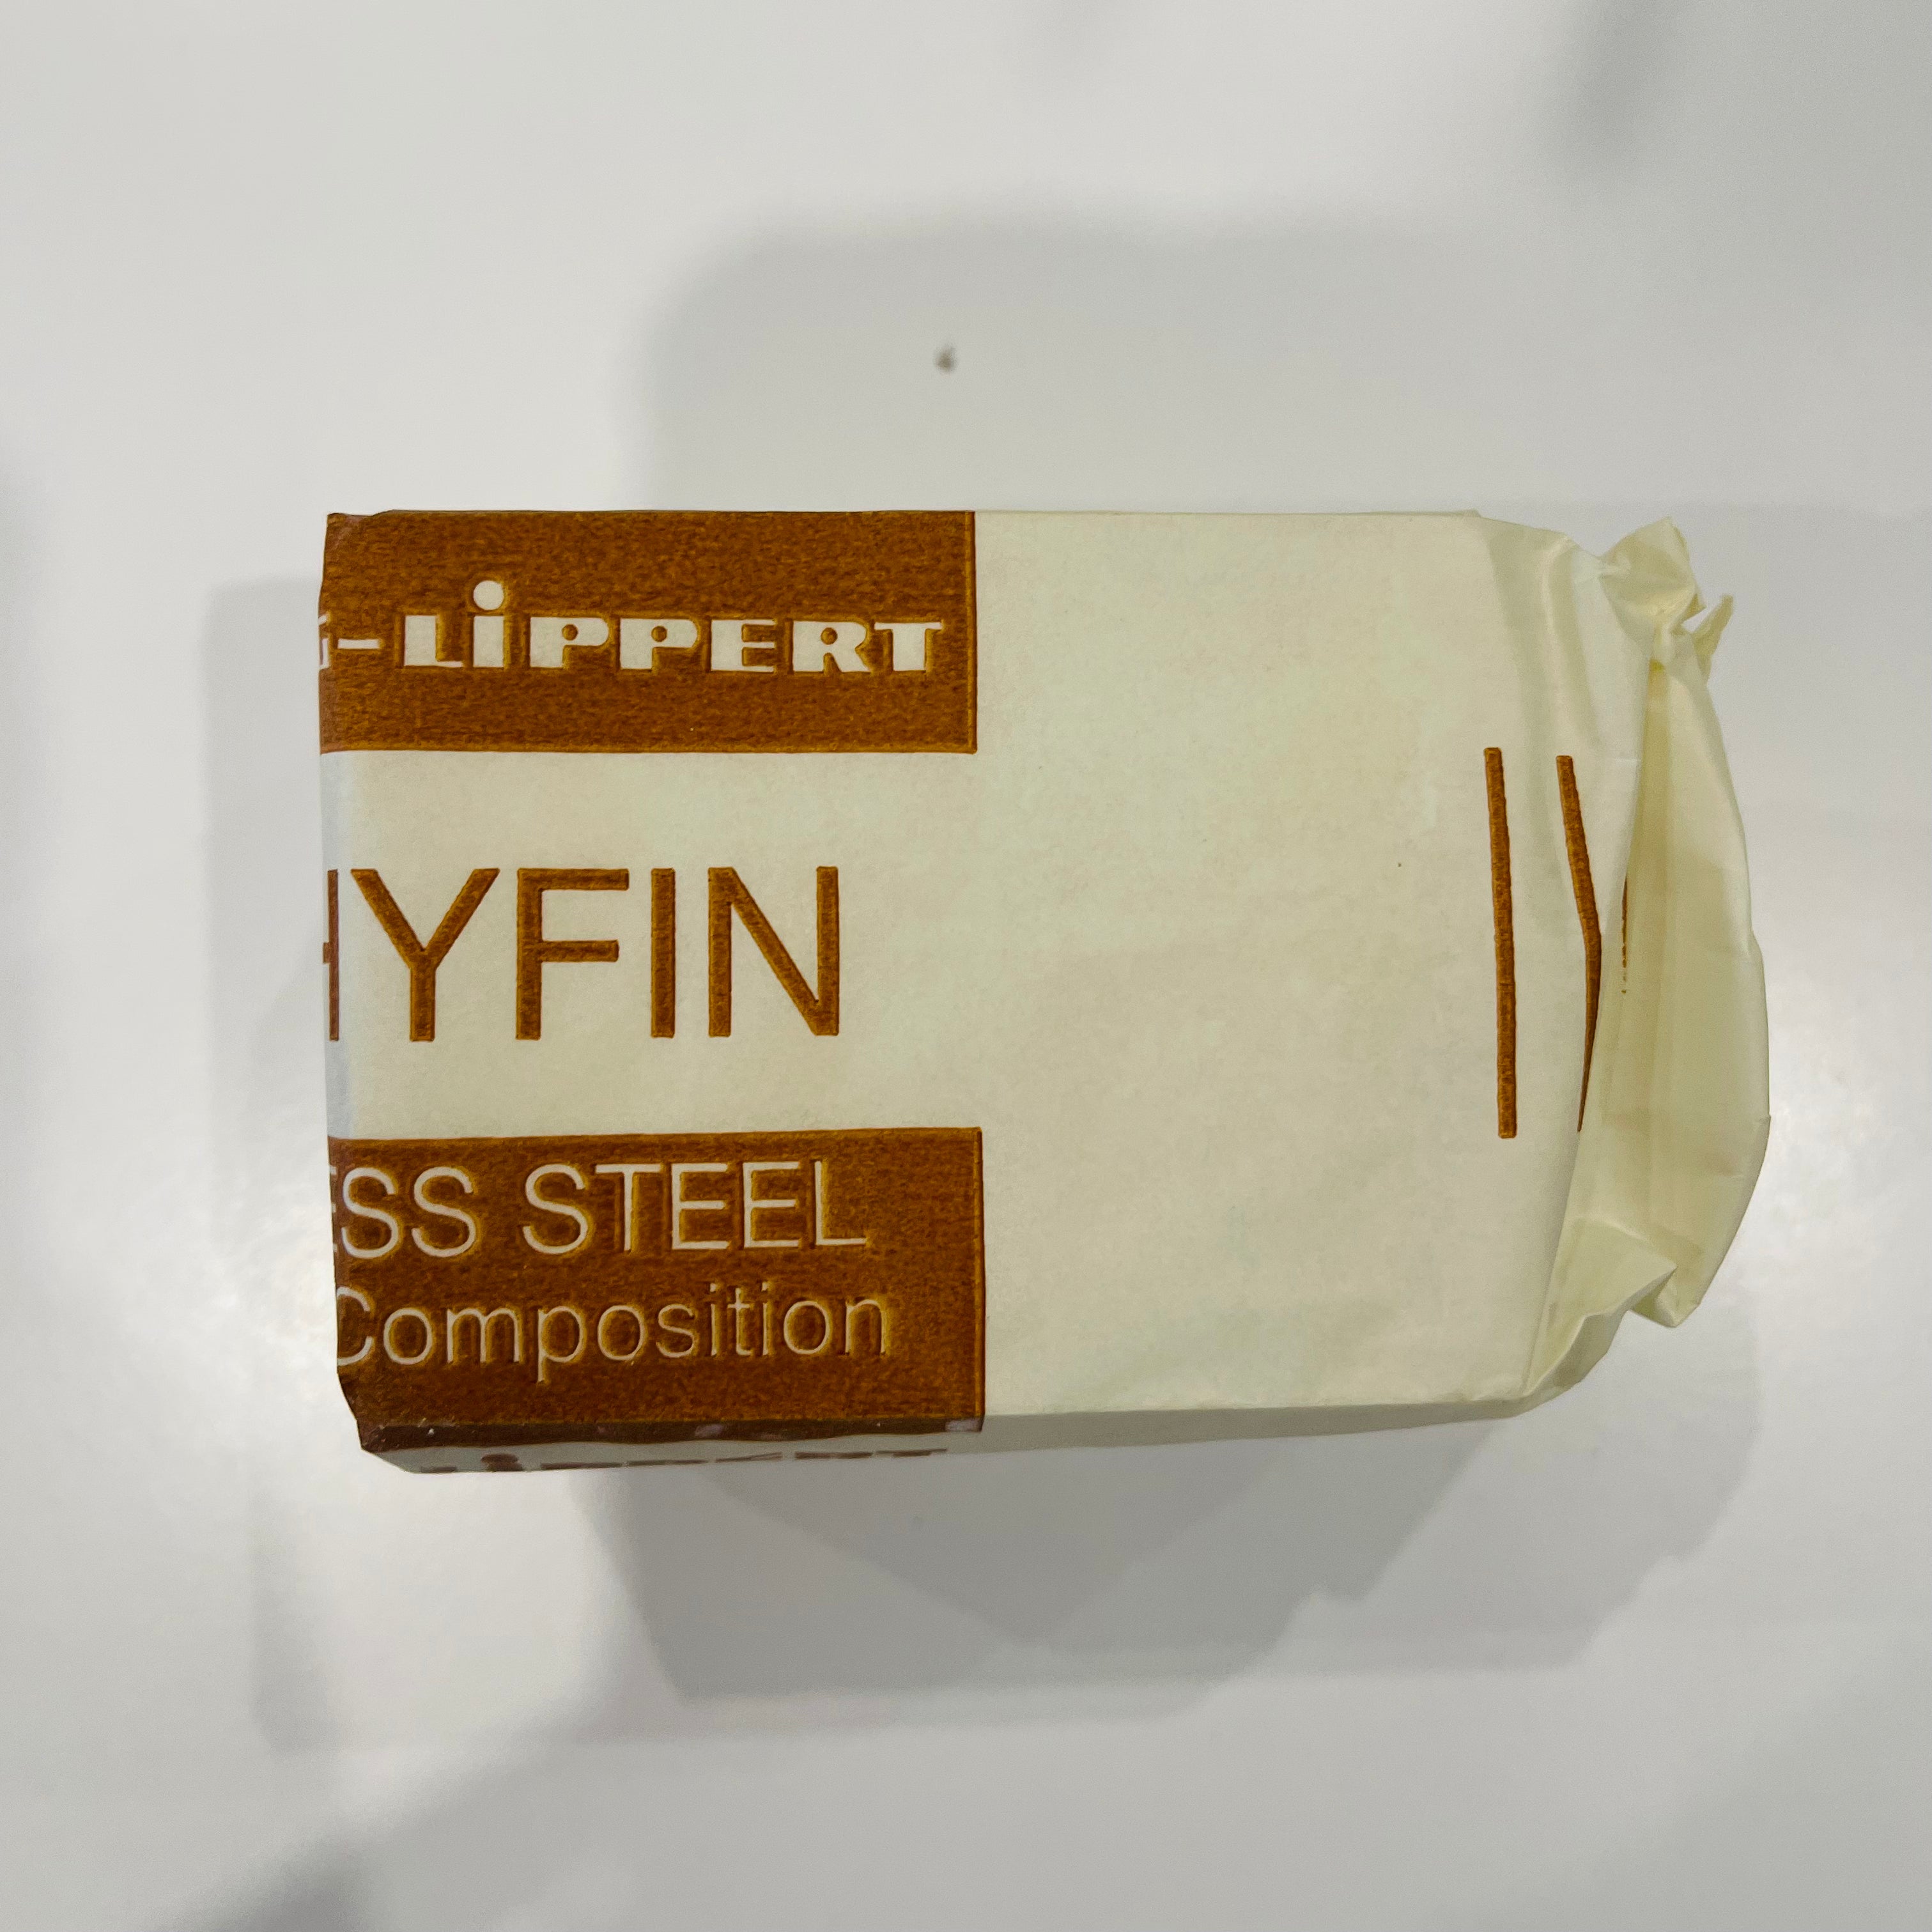 -LiPPERT
HYFIN
ESS STEEL
Composition